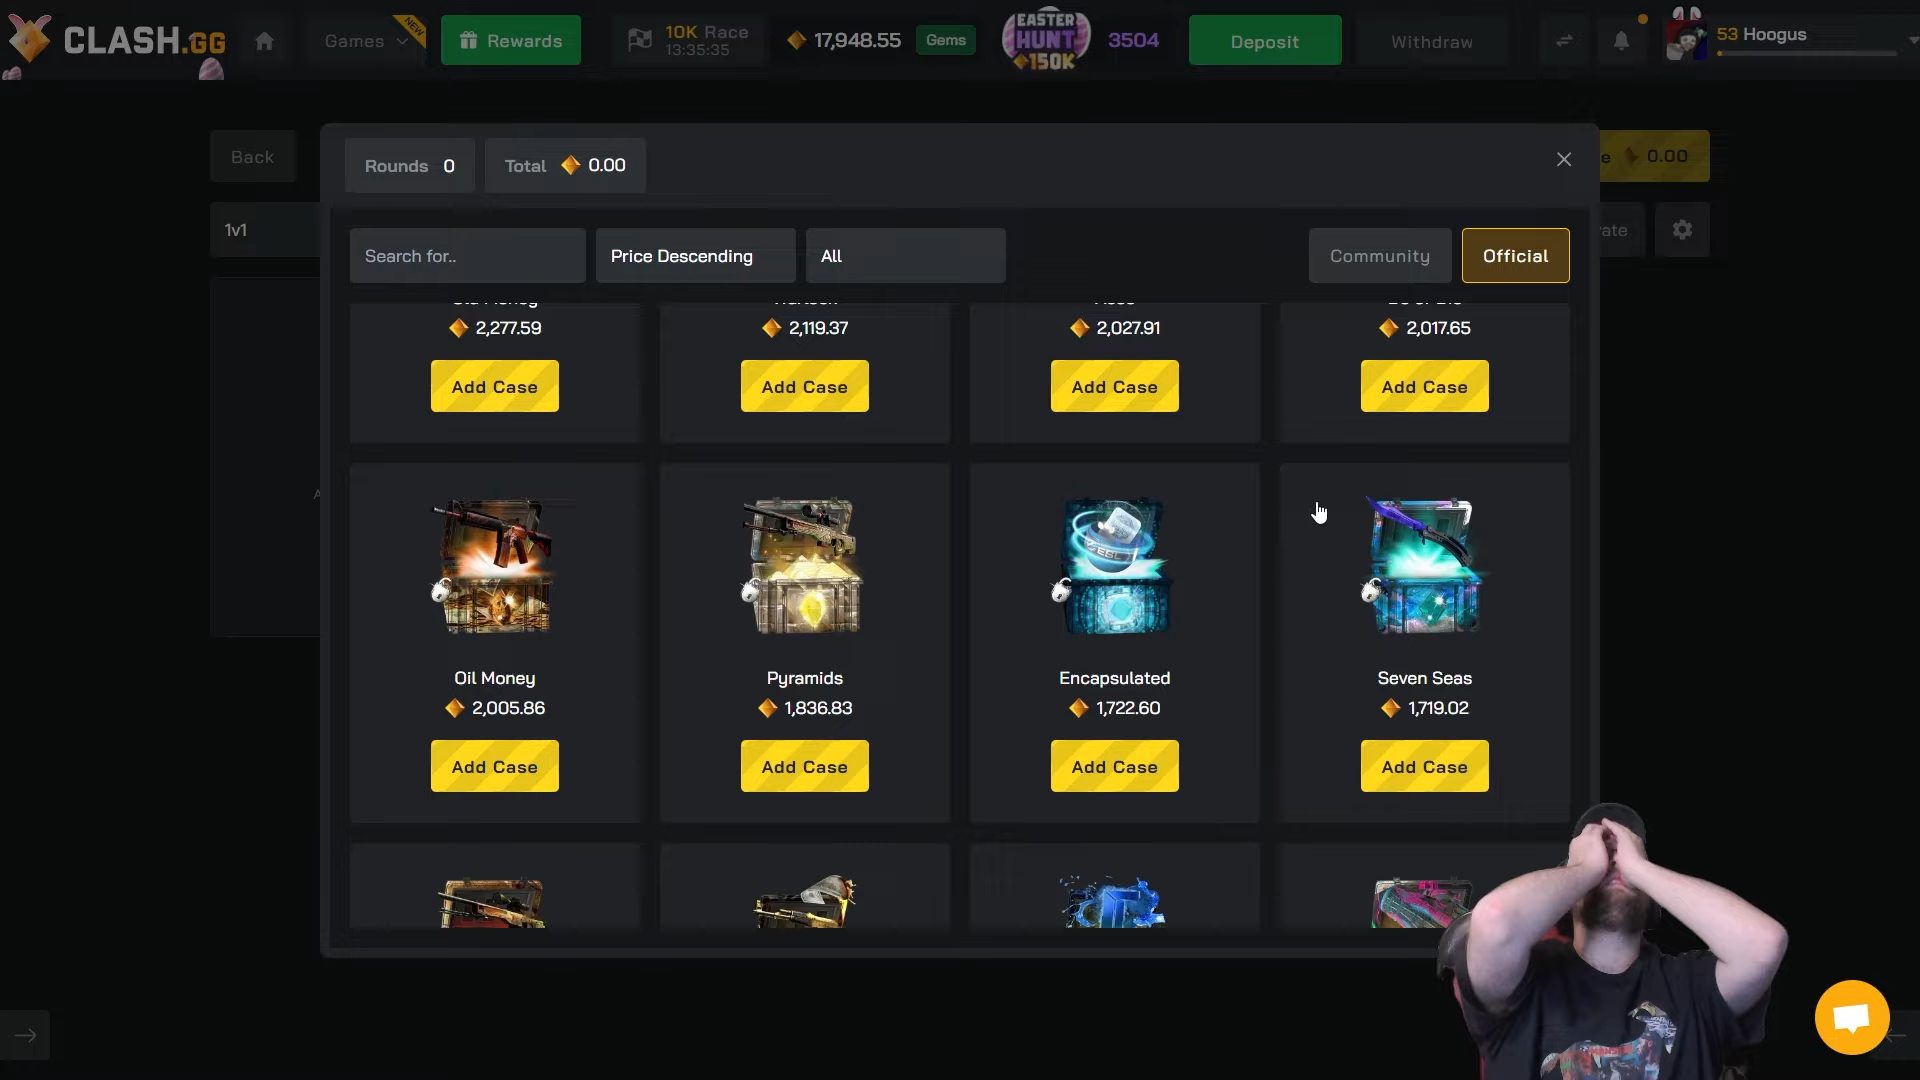 CLASH.GG
Games
NEW
Rewards
10K Race
13:35:35
17,948.55
Gems
EASTER
HUNT
150K
3504
Deposit
Withdraw
53 Hoogus
Back
Rounds 0
Total 0.00
0.00
1v1
Search for..
Price Descending
All
Community
Official
2,277.59
2,119.37
2,027.91
2,017.65
Add Case
Add Case
Add Case
Add Case
Oil Money
Pyramids
Encapsulated
Seven Seas
2,005.86
1,836.83
1,722.60
1,719.02
Add Case
Add Case
Add Case
Add Case